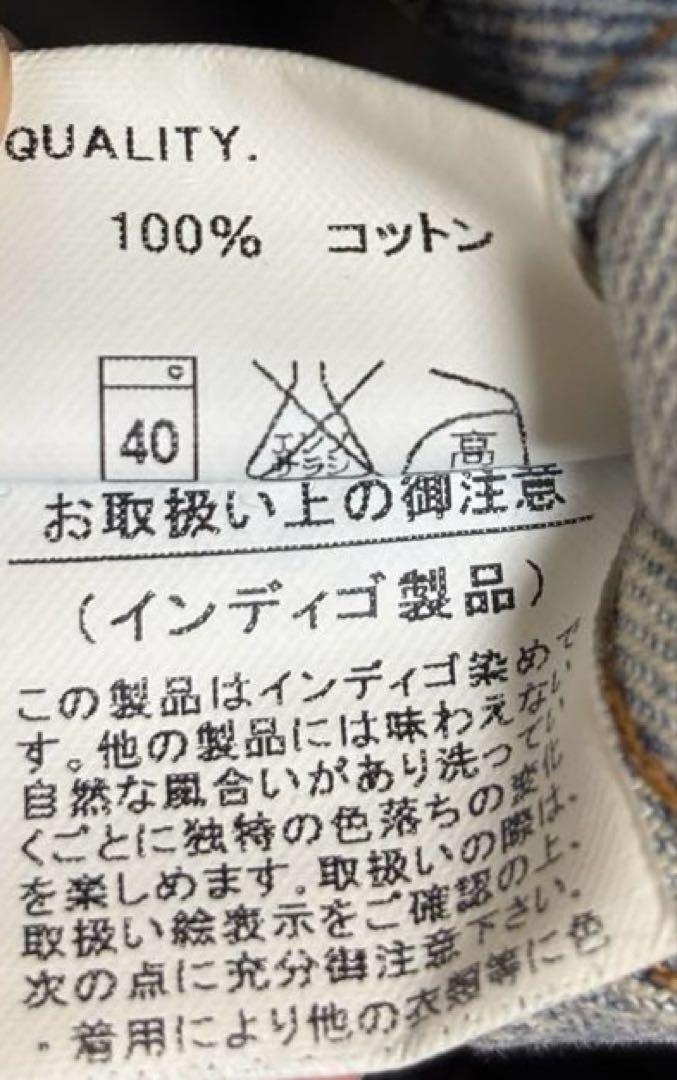 QUALITY.
100% コットン
40 エンソ サラシ 高
お取扱い上の御注意
(インディゴ製品)
この製品はインディゴ染めで
す。他の製品には味わえない
自然な風合いがあり洗ってい
くごとに独特の色落ちの変化
を楽しめます。取扱いの際は、
取扱い絵表示をご確認の上、
次の点に充分御注意下さい。
・着用により他の衣類等に色